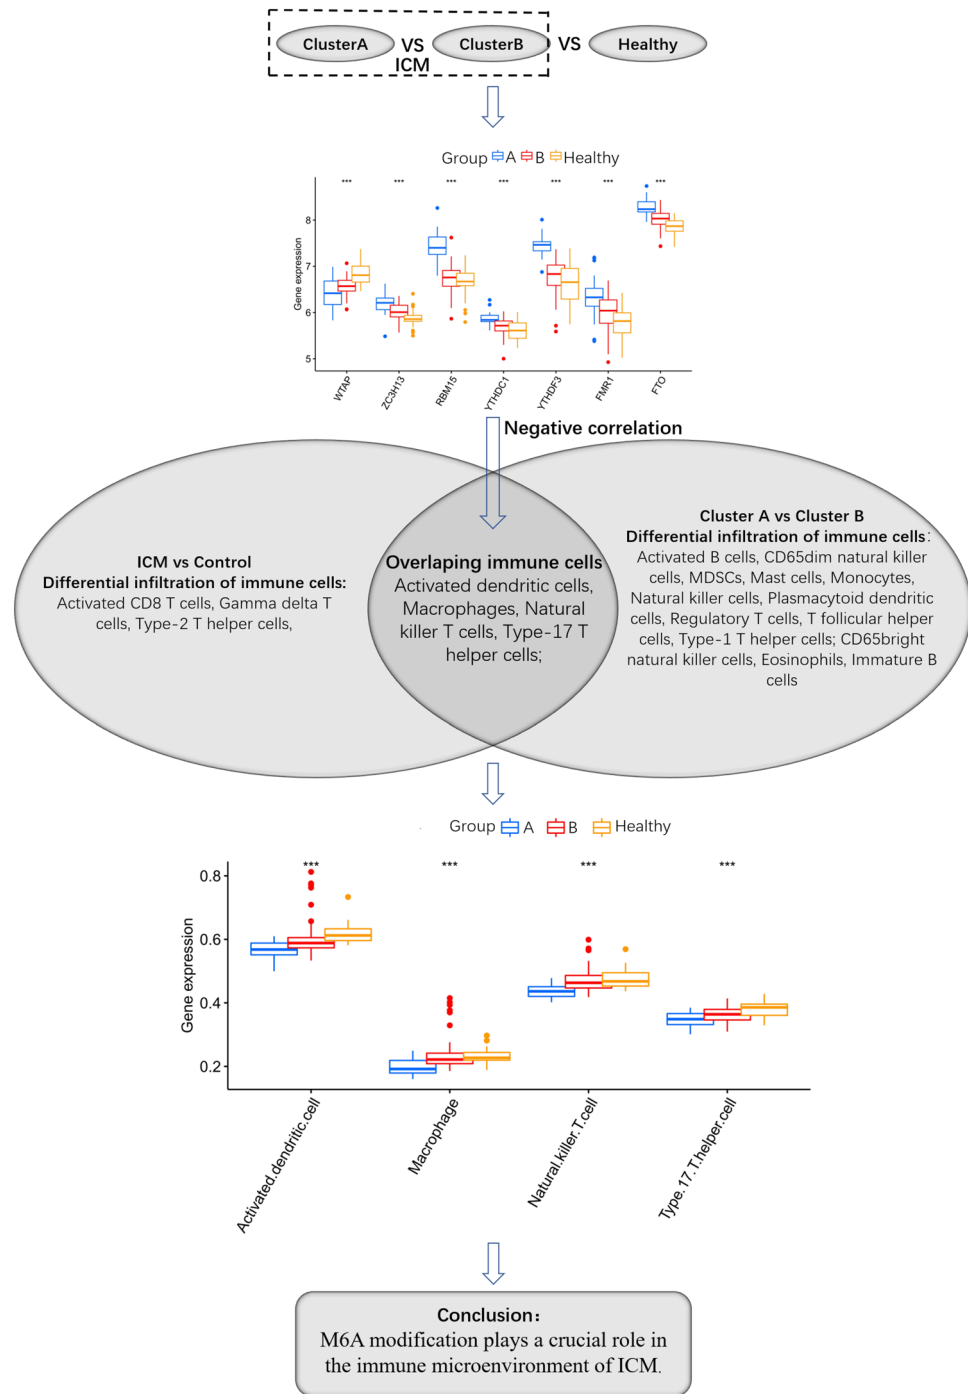 ClusterA VS ClusterB VS Healthy
ICM
Group A B Healthy
*** *** *** *** *** *** ***
Gene expression
8
7
6
5
WTAP ZC3H13 RBM15 YTHDC1 YTHDF3 FMR1 FTO
Negative correlation
ICM vs Control
Differential infiltration of immune cells:
Activated CD8 T cells, Gamma delta T
cells, Type-2 T helper cells,
Overlaping immune cells
Activated dendritic cells,
Macrophages, Natural
killer T cells, Type-17 T
helper cells;
Cluster A vs Cluster B
Differential infiltration of immune cells:
Activated B cells, CD65dim natural killer
cells, MDSCs, Mast cells, Monocytes,
Natural killer cells, Plasmacytoid dendritic
cells, Regulatory T cells, T follicular helper
cells, Type-1 T helper cells; CD65bright
natural killer cells, Eosinophils, Immature B
cells
Group A B Healthy
*** *** *** ***
Gene expression
0.8
0.6
0.4
0.2
Activated.dendritic.cell Macrophage Natural.killer.T.cell Type.17.T.helper.cell
Conclusion:
M6A modification plays a crucial role in
the immune microenvironment of ICM.